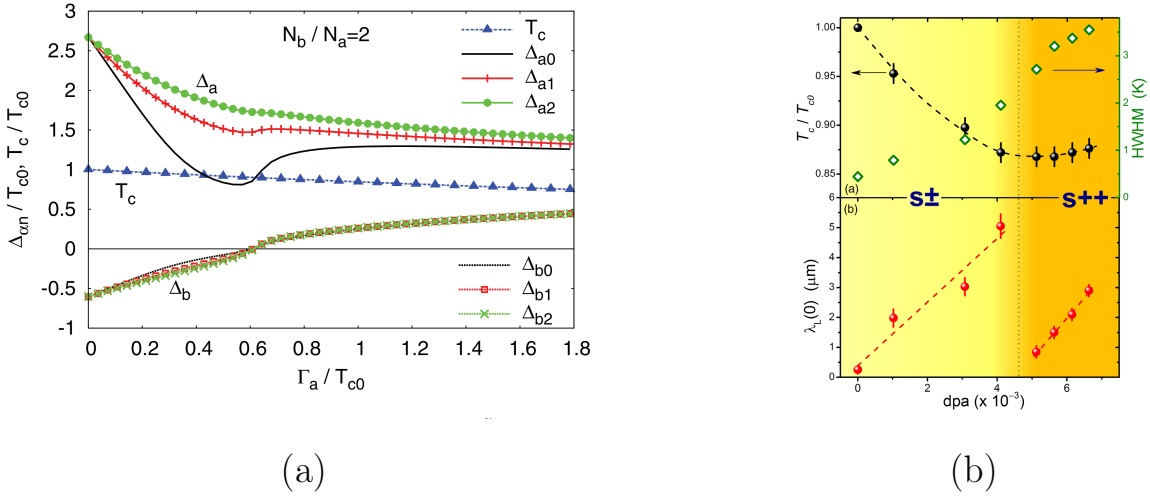 N_b / N_a=2
T_c
Δ_a0
Δ_a1
Δ_a2
Δ_a
T_c
Δ_b
Δ_b0
Δ_b1
Δ_b2
3
2.5
2
1.5
1
0.5
0
-0.5
-1
Δ_αn / T_c0, T_c / T_c0
0 0.2 0.4 0.6 0.8 1 1.2 1.4 1.6 1.8
Γ_a / T_c0
(a)
1.00
0.95
0.90
0.85
T_c / T_c0
3
2
1
0
HWHM (K)
(a)
s±
s++
(b)
6
5
4
3
2
1
0
λ_L(0) (μm)
0 2 4 6
dpa (x 10⁻³)
(b)